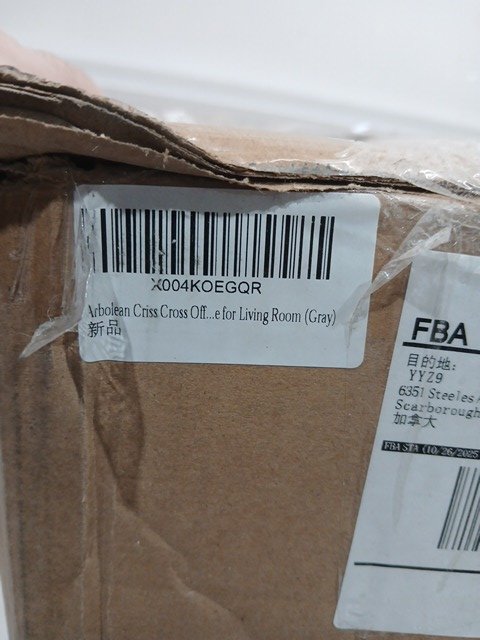 X004KOEGQR
Arbolean Criss Cross Off...e for Living Room (Gray)
新品
FBA
目的地:
YYZ9
6351 Steeles
Scarborough
加拿大
FBA STA (10/26/2025